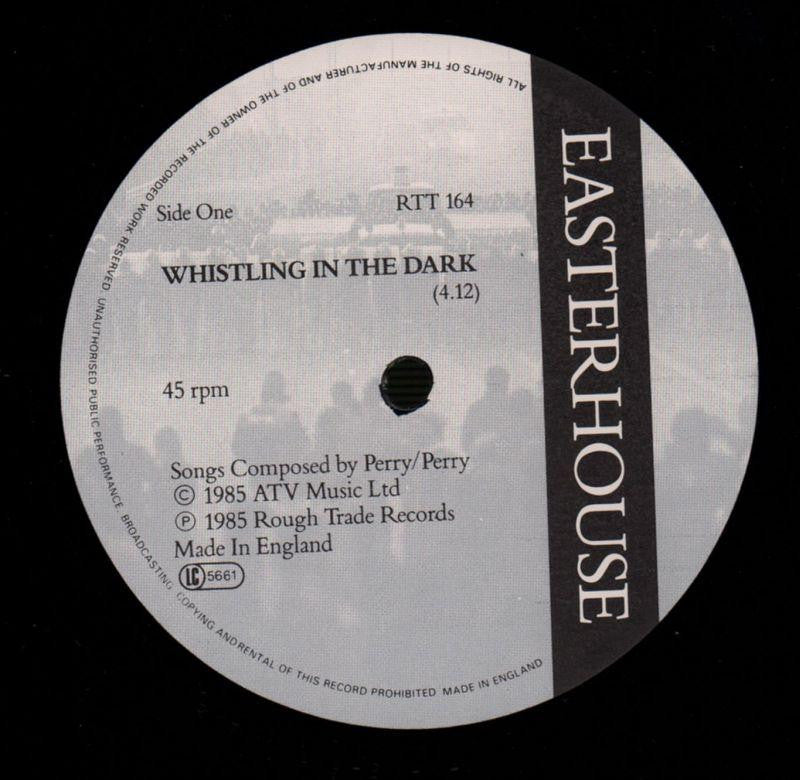 Side One
RTT 164
WHISTLING IN THE DARK
(4.12)
45 rpm
Songs Composed by Perry/Perry
© 1985 ATV Music Ltd
Ⓟ 1985 Rough Trade Records
Made In England
LC 5661
EASTERHOUSE
ALL RIGHTS OF THE MANUFACTURER AND OF THE OWNER OF THE RECORDED WORK RESERVED. UNAUTHORISED PUBLIC PERFORMANCE, BROADCASTING, COPYING AND RENTAL OF THIS RECORD PROHIBITED MADE IN ENGLAND